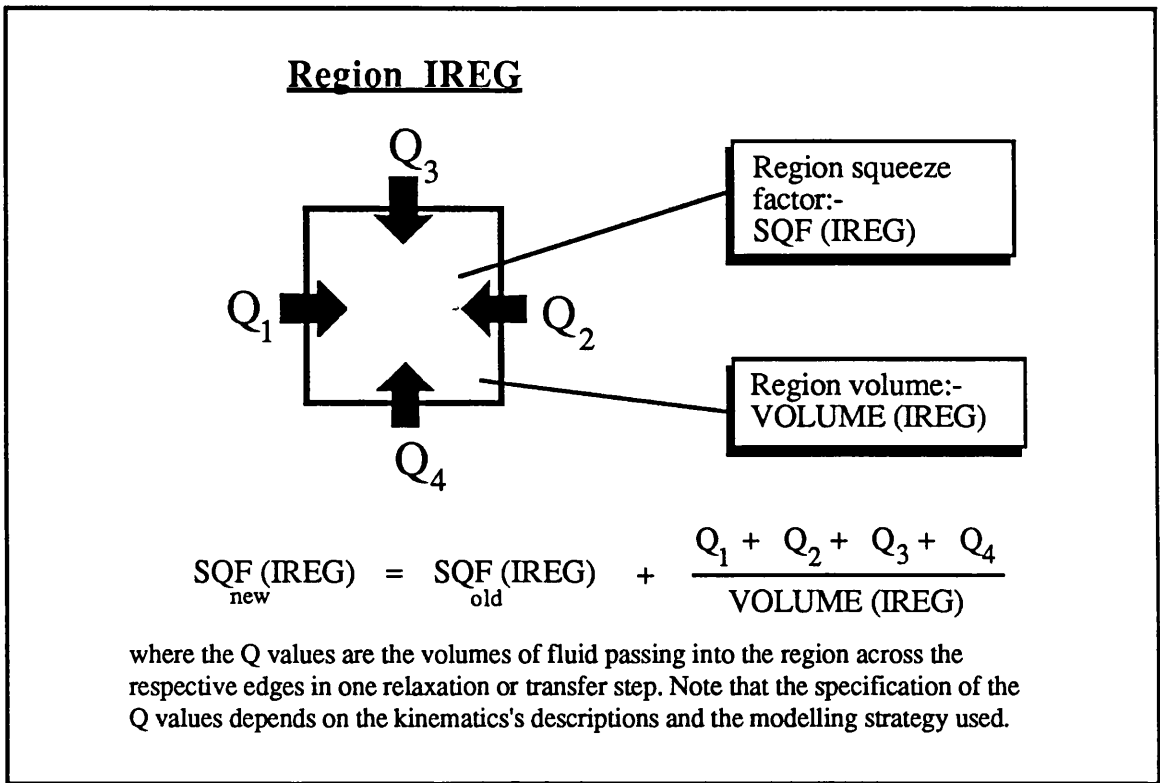 Region IREG
Q3
Region squeeze
factor:-
SQF (IREG)
Q1
Q2
Region volume:-
VOLUME (IREG)
Q4
SQF (IREG) new = SQF (IREG) old + Q1 + Q2 + Q3 + Q4 / VOLUME (IREG)
where the Q values are the volumes of fluid passing into the region across the
respective edges in one relaxation or transfer step. Note that the specification of the
Q values depends on the kinematics's descriptions and the modelling strategy used.